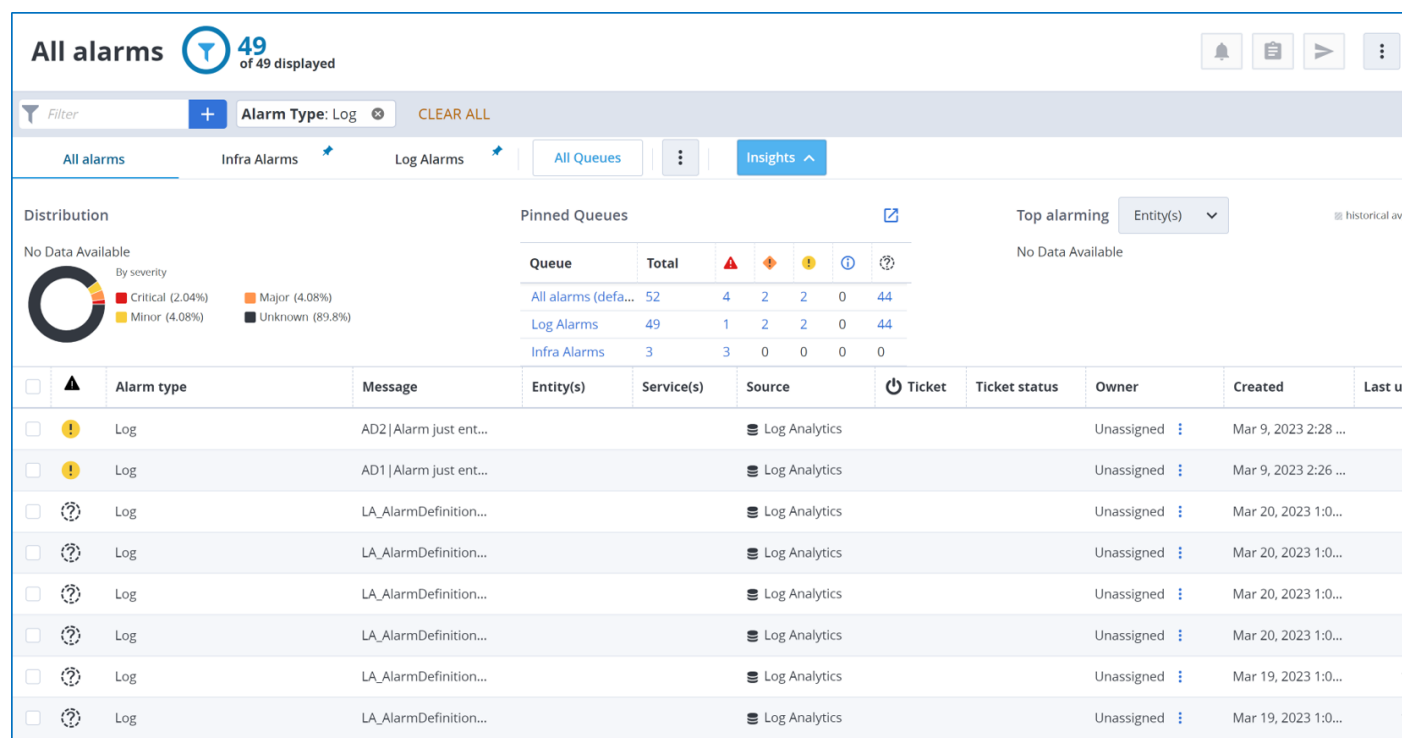 All alarms 49
of 49 displayed
Filter + Alarm Type: Log CLEAR ALL
All alarms Infra Alarms Log Alarms All Queues Insights
Distribution Pinned Queues Top alarming Entity(s) historical av
No Data Available No Data Available
By severity
Critical (2.04%) Major (4.08%)
Minor (4.08%) Unknown (89.8%)
Queue Total
All alarms (defa... 52 4 2 2 0 44
Log Alarms 49 1 2 2 0 44
Infra Alarms 3 3 0 0 0 0
Alarm type Message Entity(s) Service(s) Source Ticket Ticket status Owner Created Last u
Log AD2|Alarm just ent... Log Analytics Unassigned Mar 9, 2023 2:28 ...
Log AD1|Alarm just ent... Log Analytics Unassigned Mar 9, 2023 2:26 ...
Log LA_AlarmDefinition... Log Analytics Unassigned Mar 20, 2023 1:0...
Log LA_AlarmDefinition... Log Analytics Unassigned Mar 20, 2023 1:0...
Log LA_AlarmDefinition... Log Analytics Unassigned Mar 20, 2023 1:0...
Log LA_AlarmDefinition... Log Analytics Unassigned Mar 20, 2023 1:0...
Log LA_AlarmDefinition... Log Analytics Unassigned Mar 19, 2023 1:0...
Log LA_AlarmDefinition... Log Analytics Unassigned Mar 19, 2023 1:0...